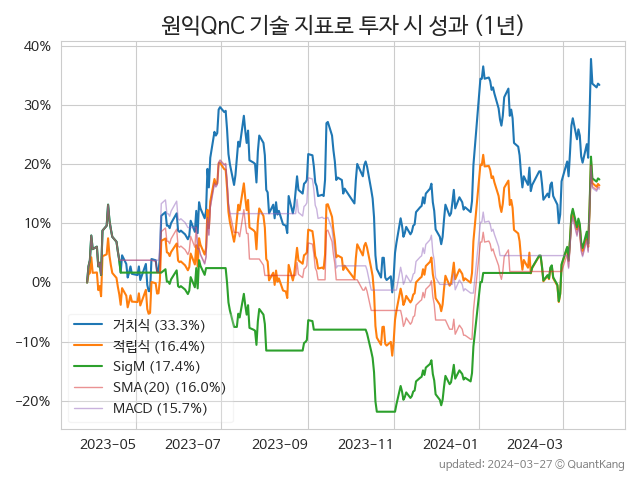 원익QnC 기술 지표로 투자 시 성과 (1년)
40%
30%
20%
10%
0%
−10%
−20%
거치식 (33.3%)
적립식 (16.4%)
SigM (17.4%)
SMA(20) (16.0%)
MACD (15.7%)
2023-05 2023-07 2023-09 2023-11 2024-01 2024-03
updated: 2024-03-27 © QuantKang